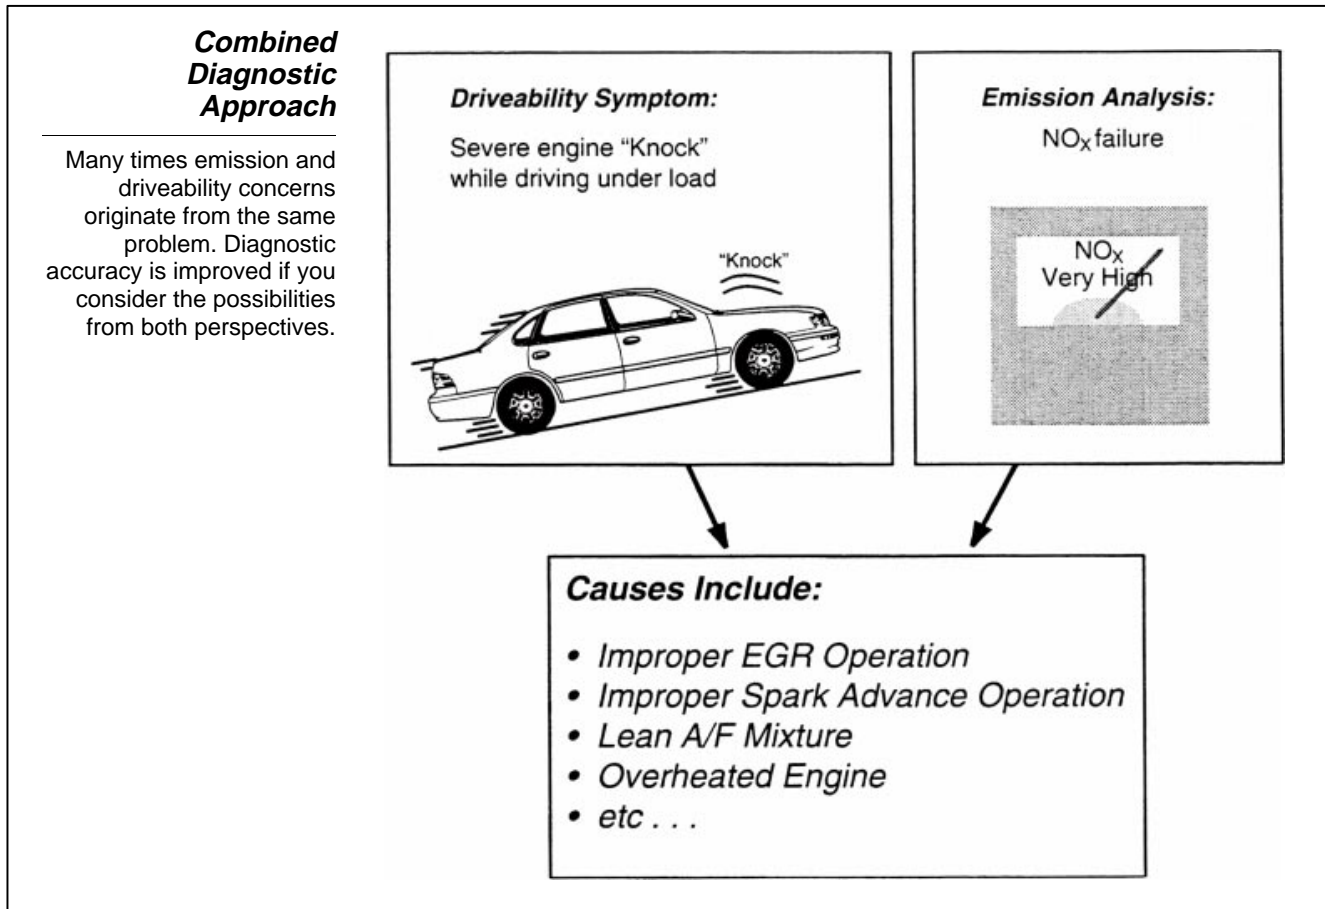 Combined
Diagnostic
Approach
Many times emission and
driveability concerns
originate from the same
problem. Diagnostic
accuracy is improved if you
consider the possibilities
from both perspectives.
Driveability Symptom:
Severe engine “Knock”
while driving under load
“Knock”
Emission Analysis:
NOx failure
NOx
Very High
Causes Include:
• Improper EGR Operation
• Improper Spark Advance Operation
• Lean A/F Mixture
• Overheated Engine
• etc . . .